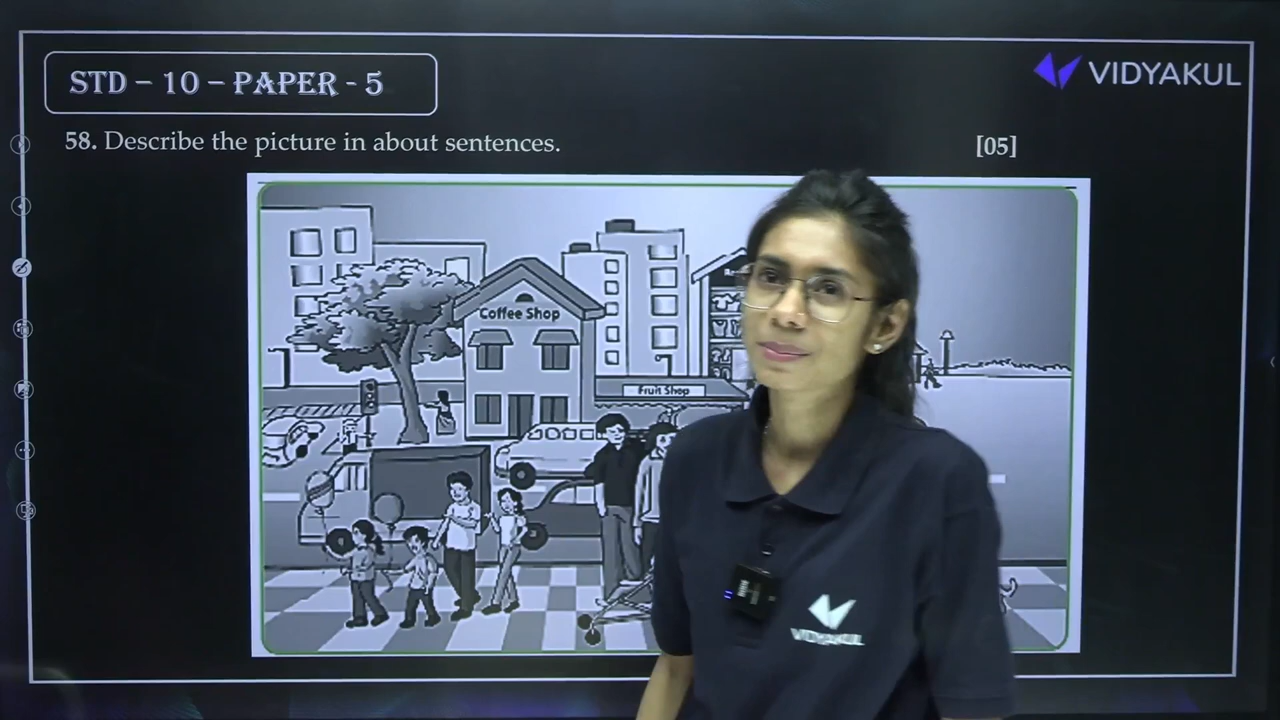 STD – 10 – PAPER - 5
VIDYAKUL
58. Describe the picture in about sentences.
[05]
Coffee Shop
Fruit Shop
VIDYAKUL